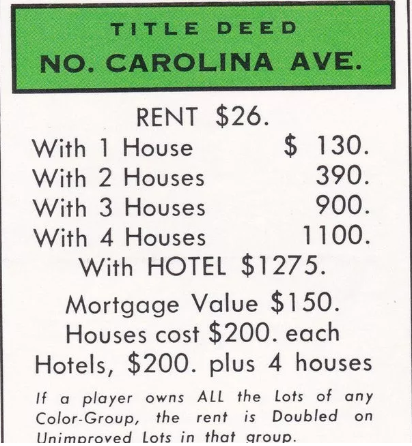 TITLE DEED
NO. CAROLINA AVE.
RENT $26.
With 1 House $ 130.
With 2 Houses 390.
With 3 Houses 900.
With 4 Houses 1100.
With HOTEL $1275.
Mortgage Value $150.
Houses cost $200. each
Hotels, $200. plus 4 houses
If a player owns ALL the Lots of any
Color-Group, the rent is Doubled on
Unimproved Lots in that group.